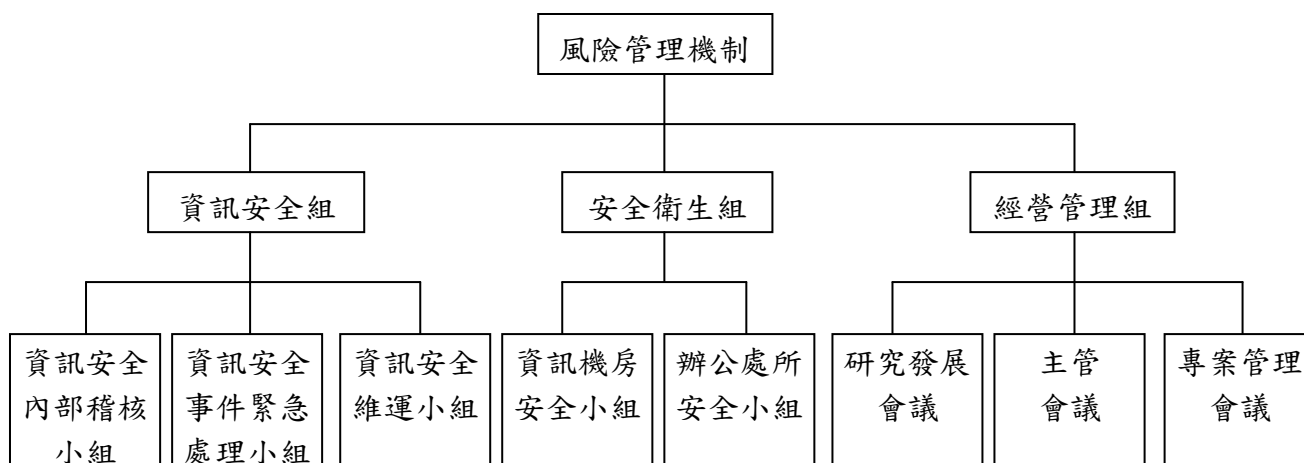 風險管理機制
資訊安全組
安全衛生組
經營管理組
資訊安全
內部稽核
小組
資訊安全
事件緊急
處理小組
資訊安全
維運小組
資訊機房
安全小組
辦公處所
安全小組
研究發展
會議
主管
會議
專案管理
會議